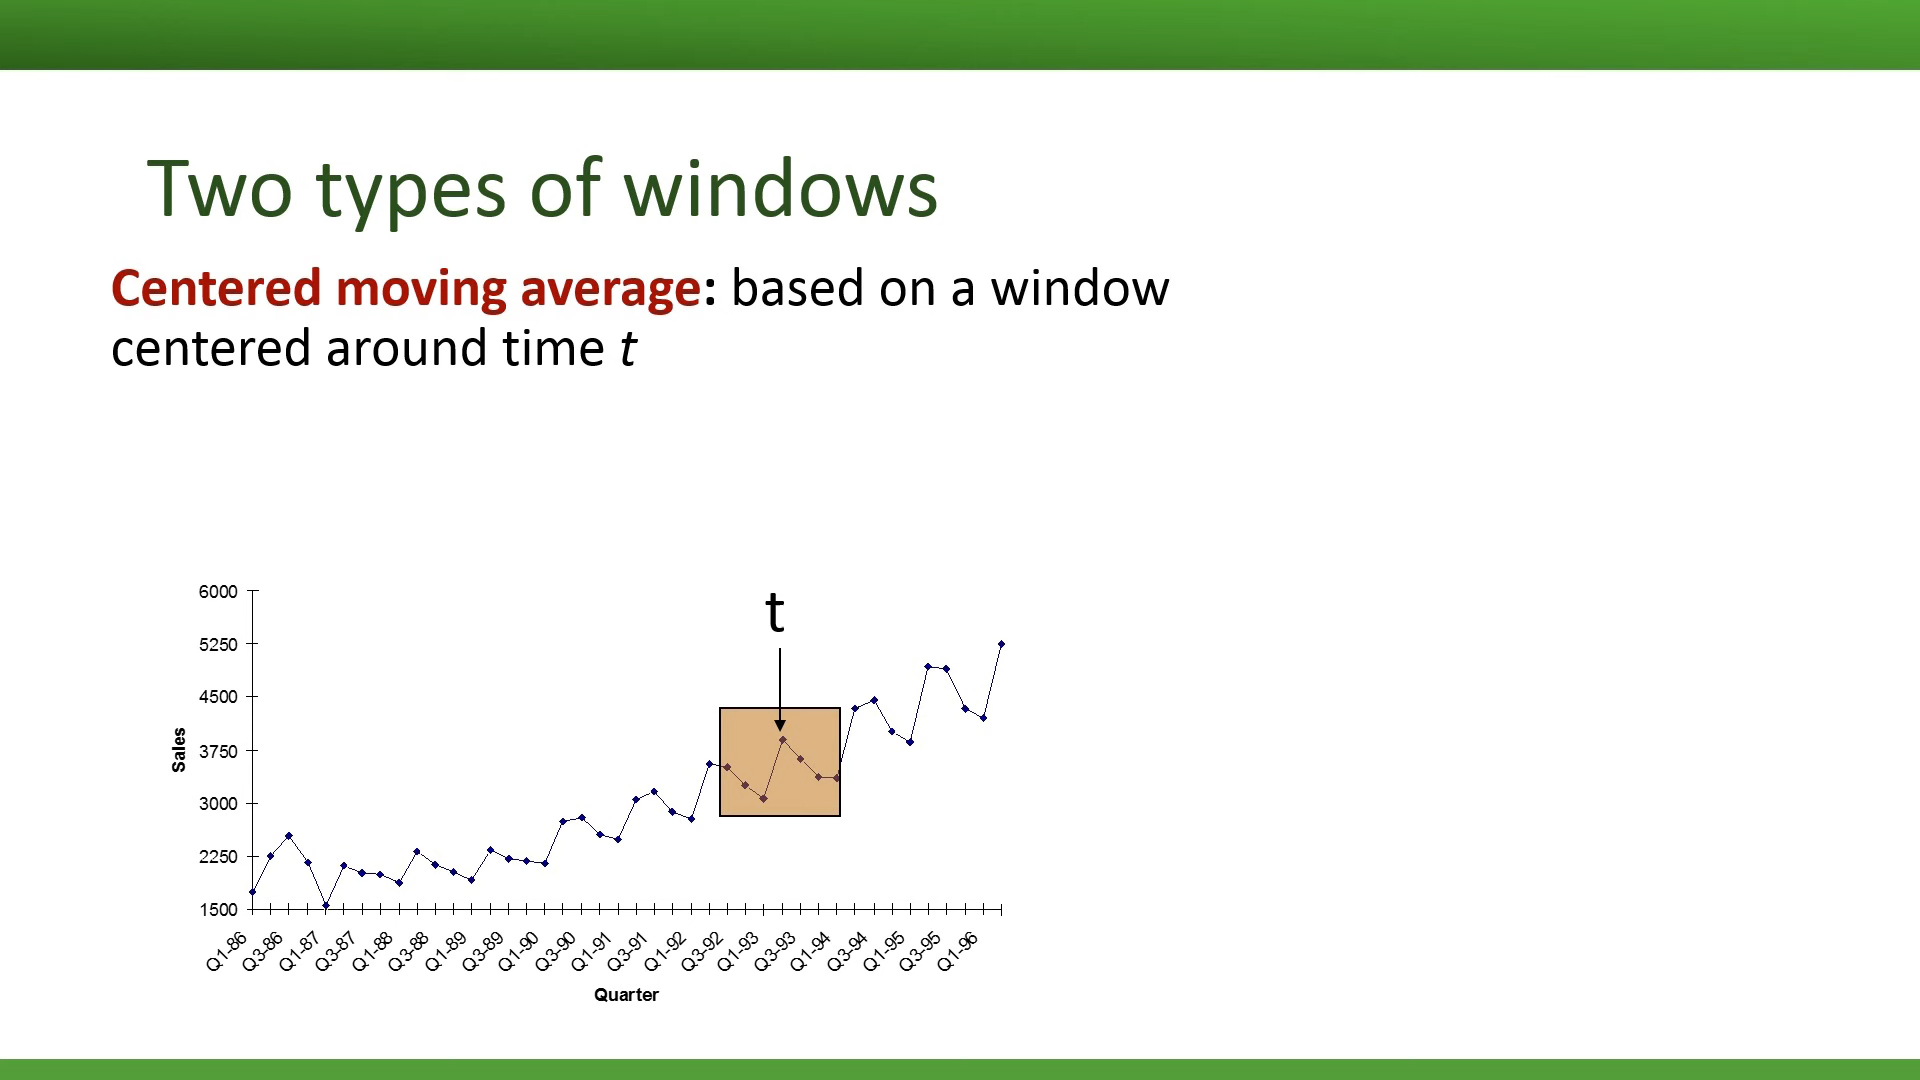 Two types of windows
Centered moving average: based on a window
centered around time t
t
6000
5250
4500
3750
3000
2250
1500
Sales
Q1-86
Q3-86
Q1-87
Q3-87
Q1-88
Q3-88
Q1-89
Q3-89
Q1-90
Q3-90
Q1-91
Q3-91
Q1-92
Q3-92
Q1-93
Q3-93
Q1-94
Q3-94
Q1-95
Q3-95
Q1-96
Quarter